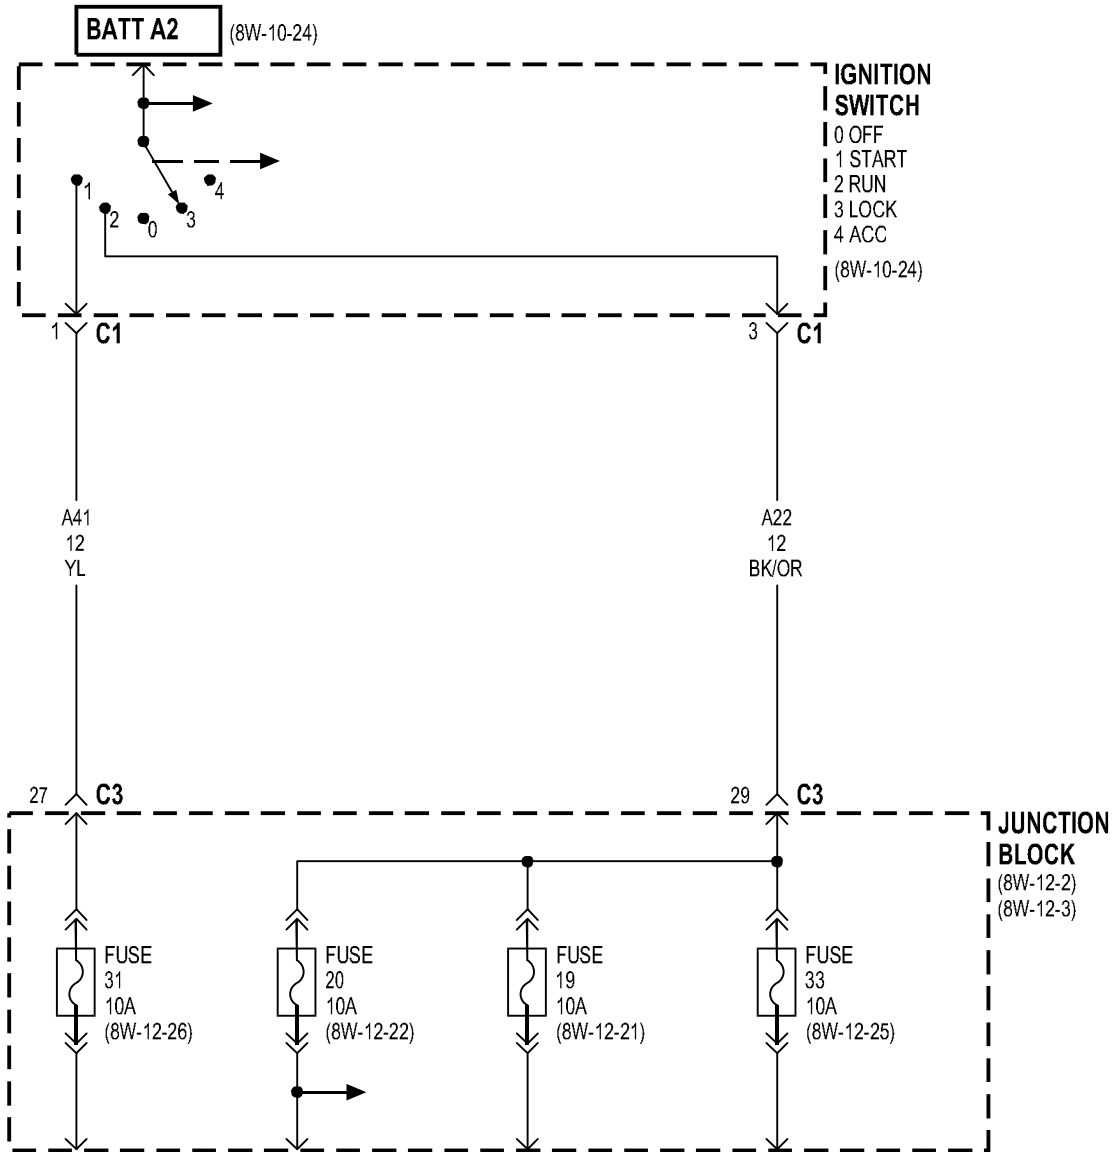 BATT A2
(8W-10-24)
IGNITION
SWITCH
0 OFF
1 START
2 RUN
3 LOCK
4 ACC
(8W-10-24)
1
2
0
3
4
1 C1
3 C1
A41
12
YL
A22
12
BK/OR
27 C3
29 C3
JUNCTION
BLOCK
(8W-12-2)
(8W-12-3)
FUSE
31
10A
(8W-12-26)
FUSE
20
10A
(8W-12-22)
FUSE
19
10A
(8W-12-21)
FUSE
33
10A
(8W-12-25)